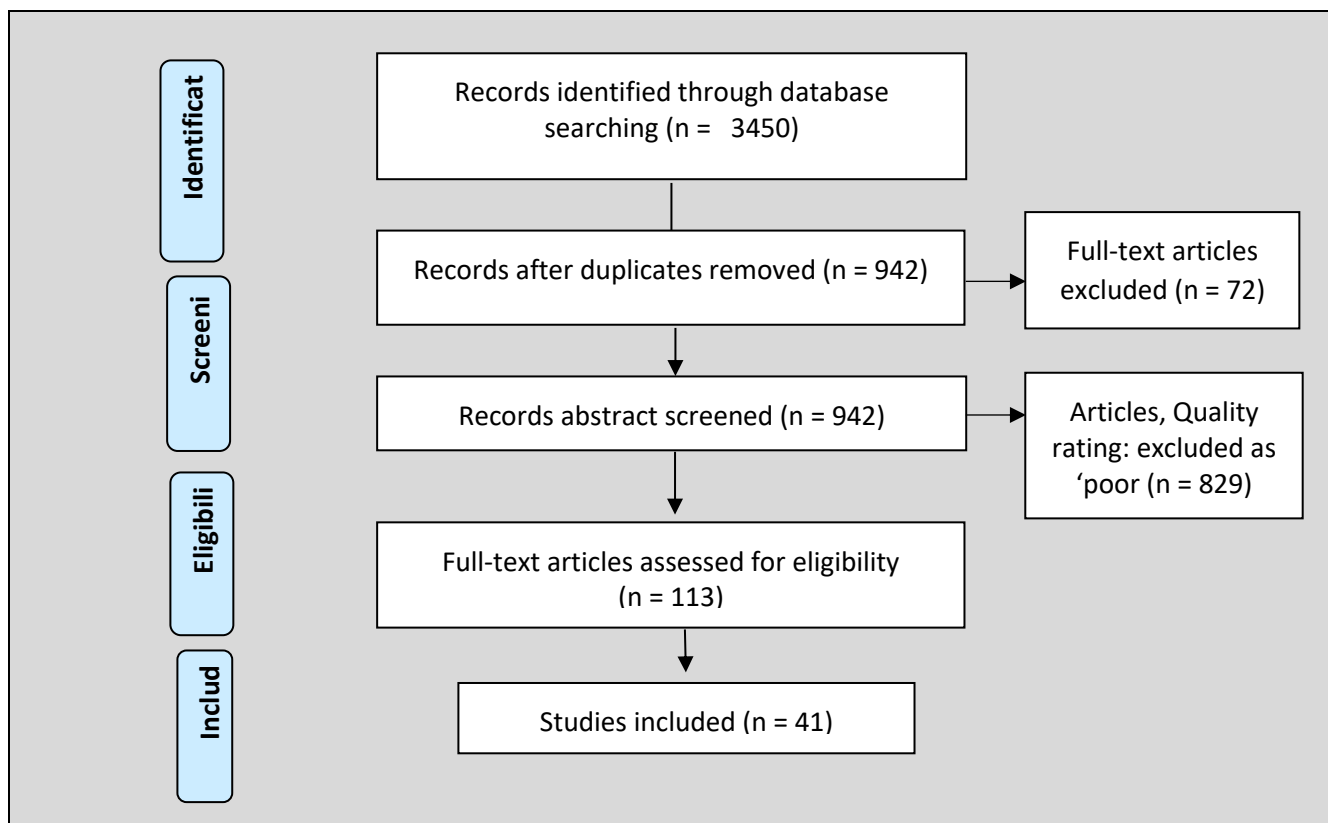 Identificat
Records identified through database
searching (n =   3450)
Records after duplicates removed (n = 942)
Full-text articles
excluded (n = 72)
Screeni
Records abstract screened (n = 942)
Articles, Quality
rating: excluded as
‘poor (n = 829)
Eligibili
Full-text articles assessed for eligibility
(n = 113)
Includ
Studies included (n = 41)